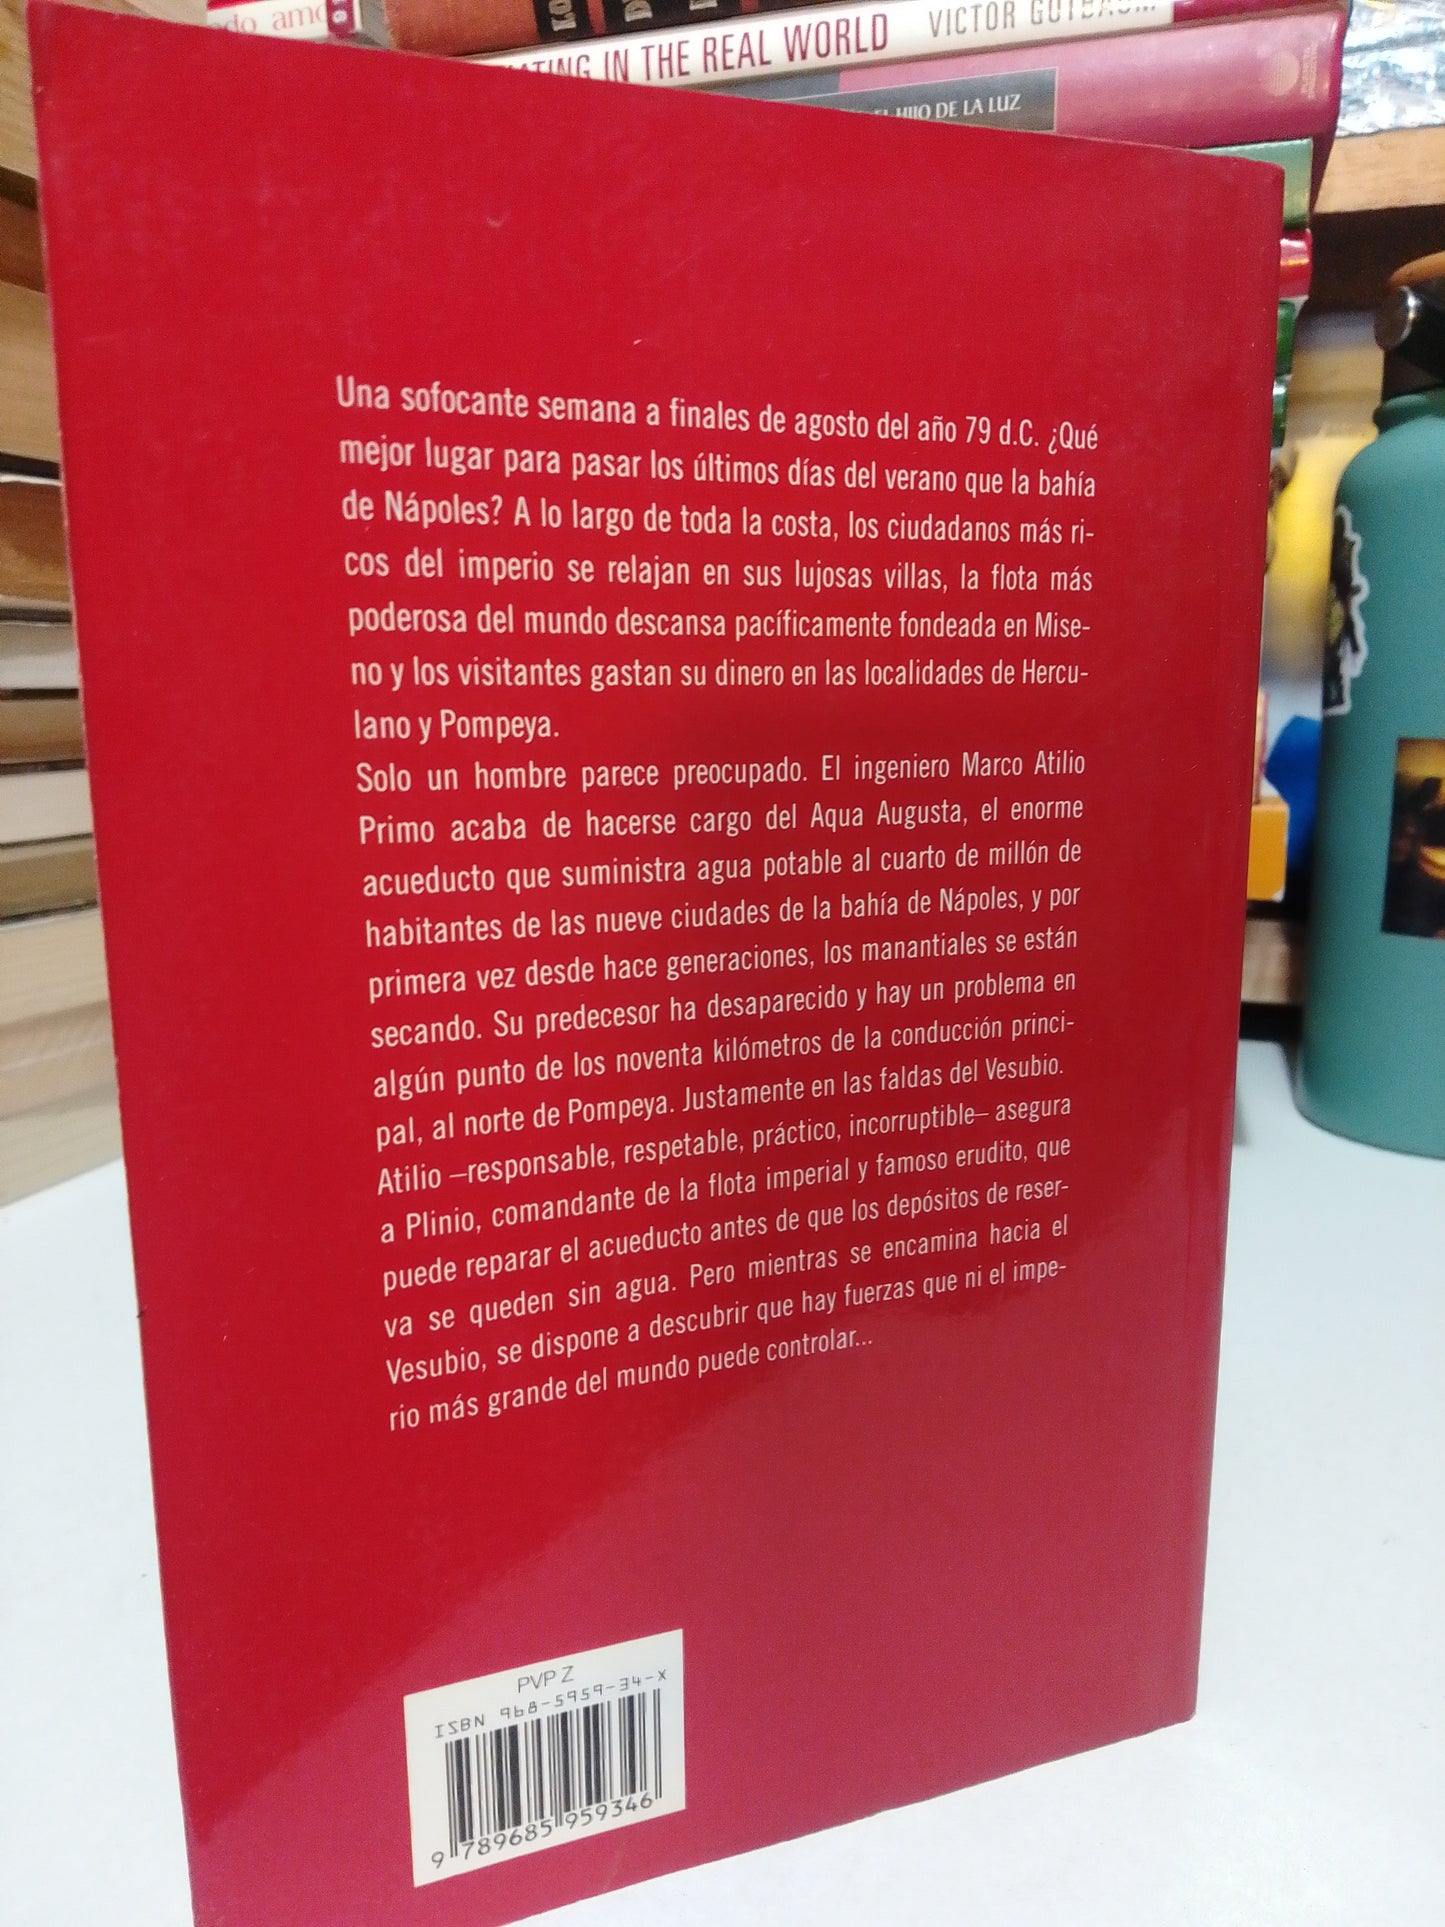 do amo
IN THE REAL WORLD VICTOR
HIJO DE LA LUZ
Una sofocante semana a finales de agosto del año 79 d.C. ¿Qué
mejor lugar para pasar los últimos días del verano que la bahía
de Nápoles? A lo largo de toda la costa, los ciudadanos más ri-
cos del imperio se relajan en sus lujosas villas, la flota más
poderosa del mundo descansa pacíficamente fondeada en Mise-
no y los visitantes gastan su dinero en las localidades de Hercu-
lano y Pompeya.
Solo un hombre parece preocupado. El ingeniero Marco Atilio
Primo acaba de hacerse cargo del Aqua Augusta, el enorme
acueducto que suministra agua potable al cuarto de millón de
habitantes de las nueve ciudades de la bahía de Nápoles, y por
primera vez desde hace generaciones, los manantiales se están
secando. Su predecesor ha desaparecido y hay un problema en
algún punto de los noventa kilómetros de la conducción princi-
pal, al norte de Pompeya. Justamente en las faldas del Vesubio.
Atilio –responsable, respetable, práctico, incorruptible– asegura
a Plinio, comandante de la flota imperial y famoso erudito, que
puede reparar el acueducto antes de que los depósitos de reser-
va se queden sin agua. Pero mientras se encamina hacia el
Vesubio, se dispone a descubrir que hay fuerzas que ni el impe-
rio más grande del mundo puede controlar...
PVP Z
ISBN 968-5959-34-X
9 789685 959346